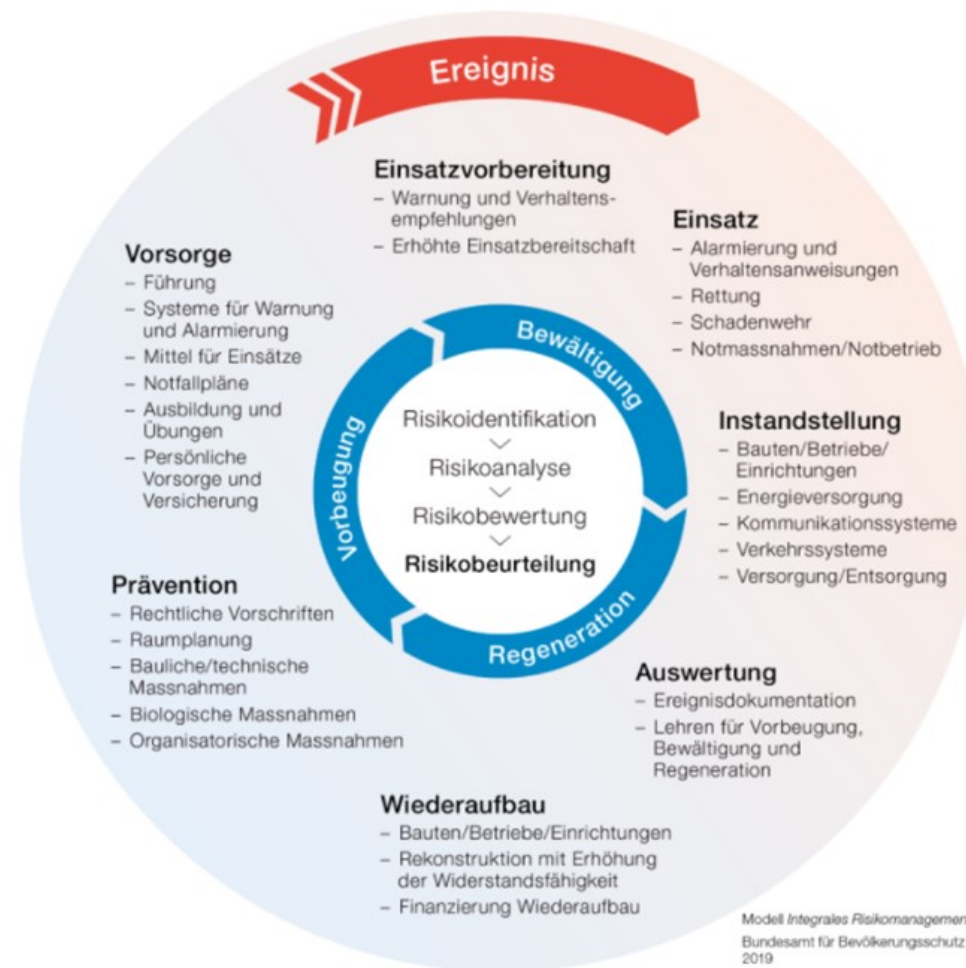 Ereignis
Einsatzvorbereitung
– Warnung und Verhaltens-
empfehlungen
– Erhöhte Einsatzbereitschaft
Einsatz
– Alarmierung und
Verhaltensanweisungen
– Rettung
– Schadenwehr
– Notmassnahmen/Notbetrieb
Instandstellung
– Bauten/Betriebe/
Einrichtungen
– Energieversorgung
– Kommunikationssysteme
– Verkehrssysteme
– Versorgung/Entsorgung
Auswertung
– Ereignisdokumentation
– Lehren für Vorbeugung,
Bewältigung und
Regeneration
Wiederaufbau
– Bauten/Betriebe/Einrichtungen
– Rekonstruktion mit Erhöhung
der Widerstandsfähigkeit
– Finanzierung Wiederaufbau
Prävention
– Rechtliche Vorschriften
– Raumplanung
– Bauliche/technische
Massnahmen
– Biologische Massnahmen
– Organisatorische Massnahmen
Vorsorge
– Führung
– Systeme für Warnung
und Alarmierung
– Mittel für Einsätze
– Notfallpläne
– Ausbildung und
Übungen
– Persönliche
Vorsorge und
Versicherung
Bewältigung
Regeneration
Vorbeugung
Risikoidentifikation
Risikoanalyse
Risikobewertung
Risikobeurteilung
Modell Integrales Risikomanagemen
Bundesamt für Bevölkerungsschutz
2019